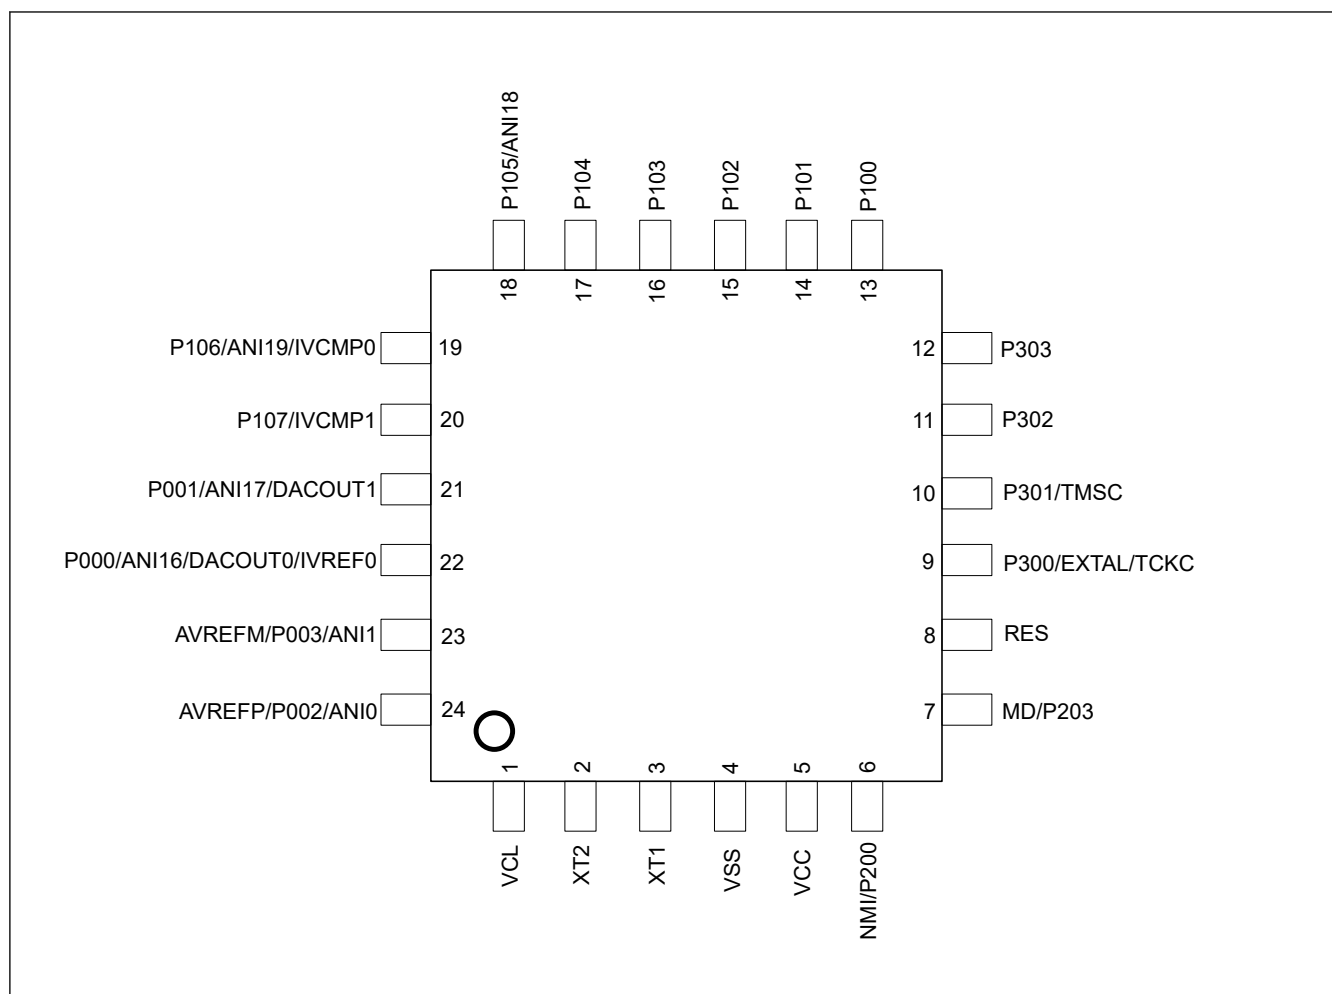 P105/ANI18
P104
P103
P102
P101
P100
18
17
16
15
14
13
P106/ANI19/IVCMP0
19
12
P303
P107/IVCMP1
20
11
P302
P001/ANI17/DACOUT1
21
10
P301/TMSC
P000/ANI16/DACOUT0/IVREF0
22
9
P300/EXTAL/TCKC
AVREFM/P003/ANI1
23
8
RES
AVREFP/P002/ANI0
24
7
MD/P203
1
2
3
4
5
6
VCL
XT2
XT1
VSS
VCC
NMI/P200